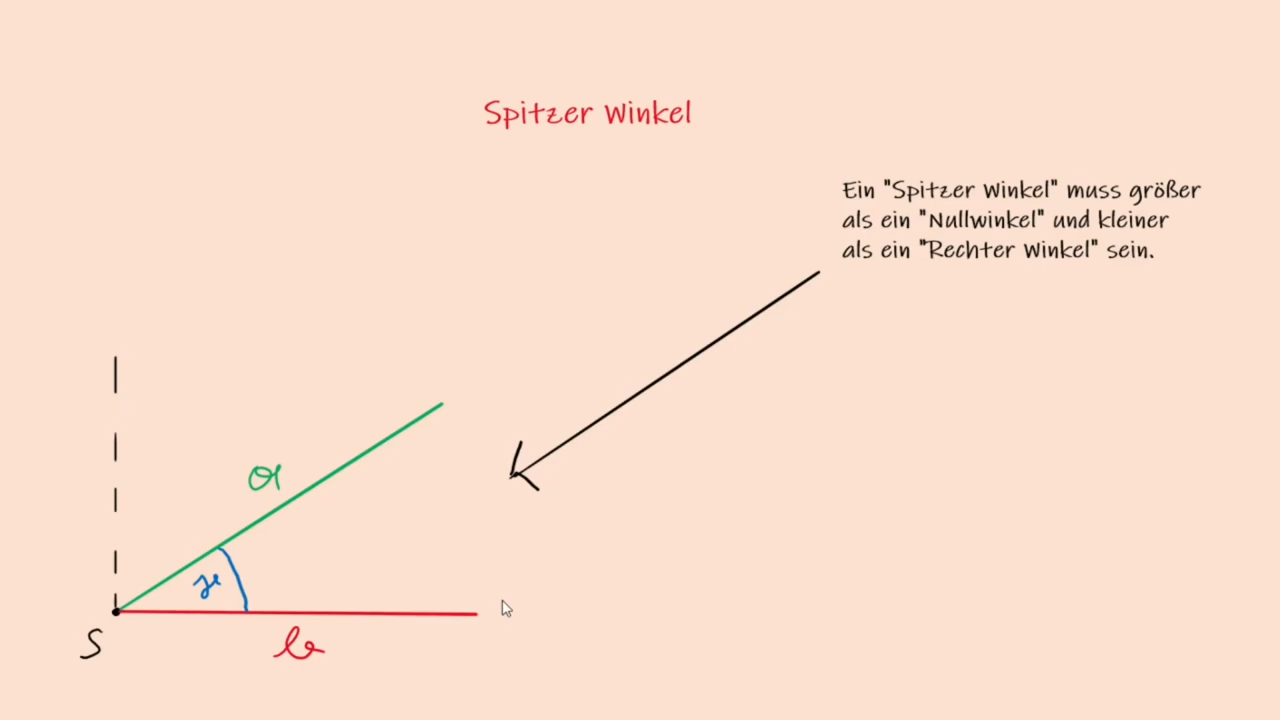 Spitzer Winkel
Ein "Spitzer Winkel" muss größer
als ein "Nullwinkel" und kleiner
als ein "Rechter Winkel" sein.
a
S
b